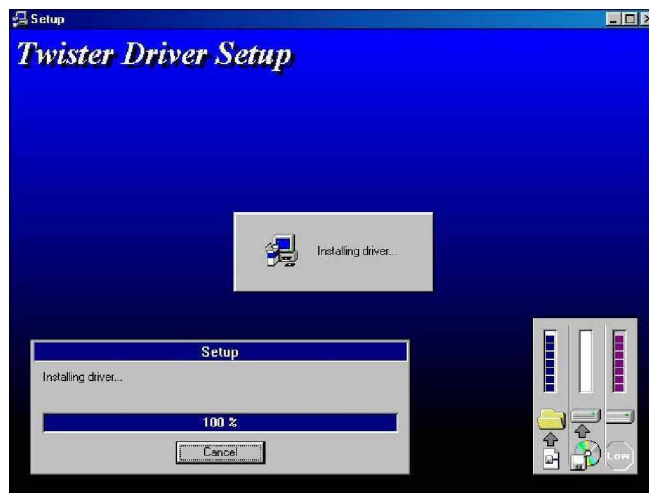 Setup
Twister Driver Setup
Installing driver...
Setup
Installing driver...
100 %
Cancel
Low